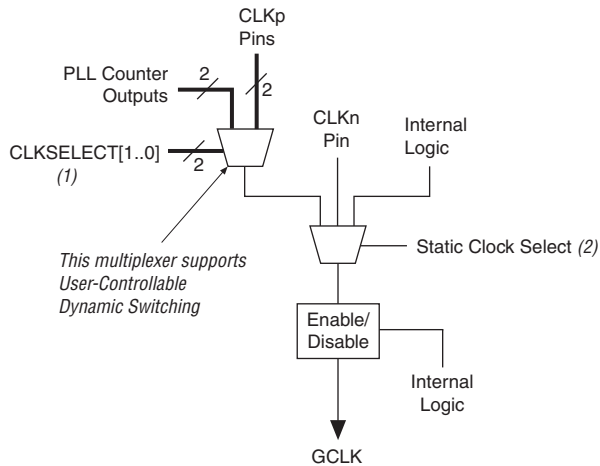 CLKp
Pins
PLL Counter
Outputs
2
2
CLKn
Pin
Internal
Logic
CLKSELECT[1..0]
(1)
2
This multiplexer supports
User-Controllable
Dynamic Switching
Static Clock Select (2)
Enable/
Disable
Internal
Logic
GCLK